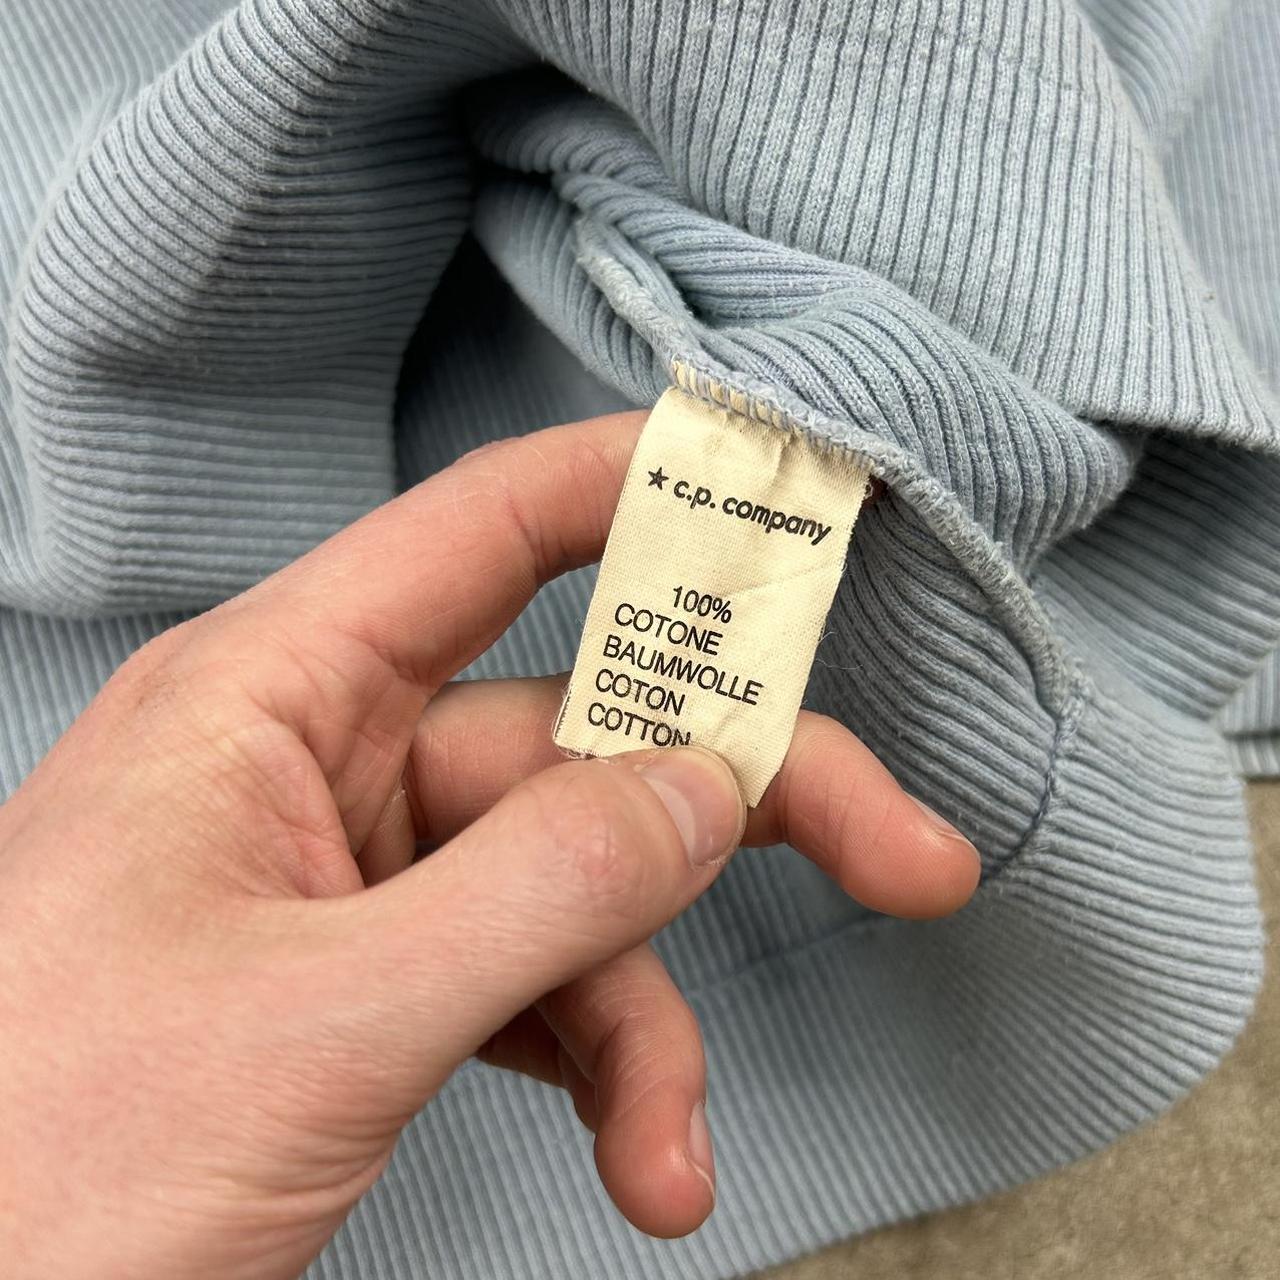 ★ c.p. company
100%
COTONE
BAUMWOLLE
COTON
COTTON